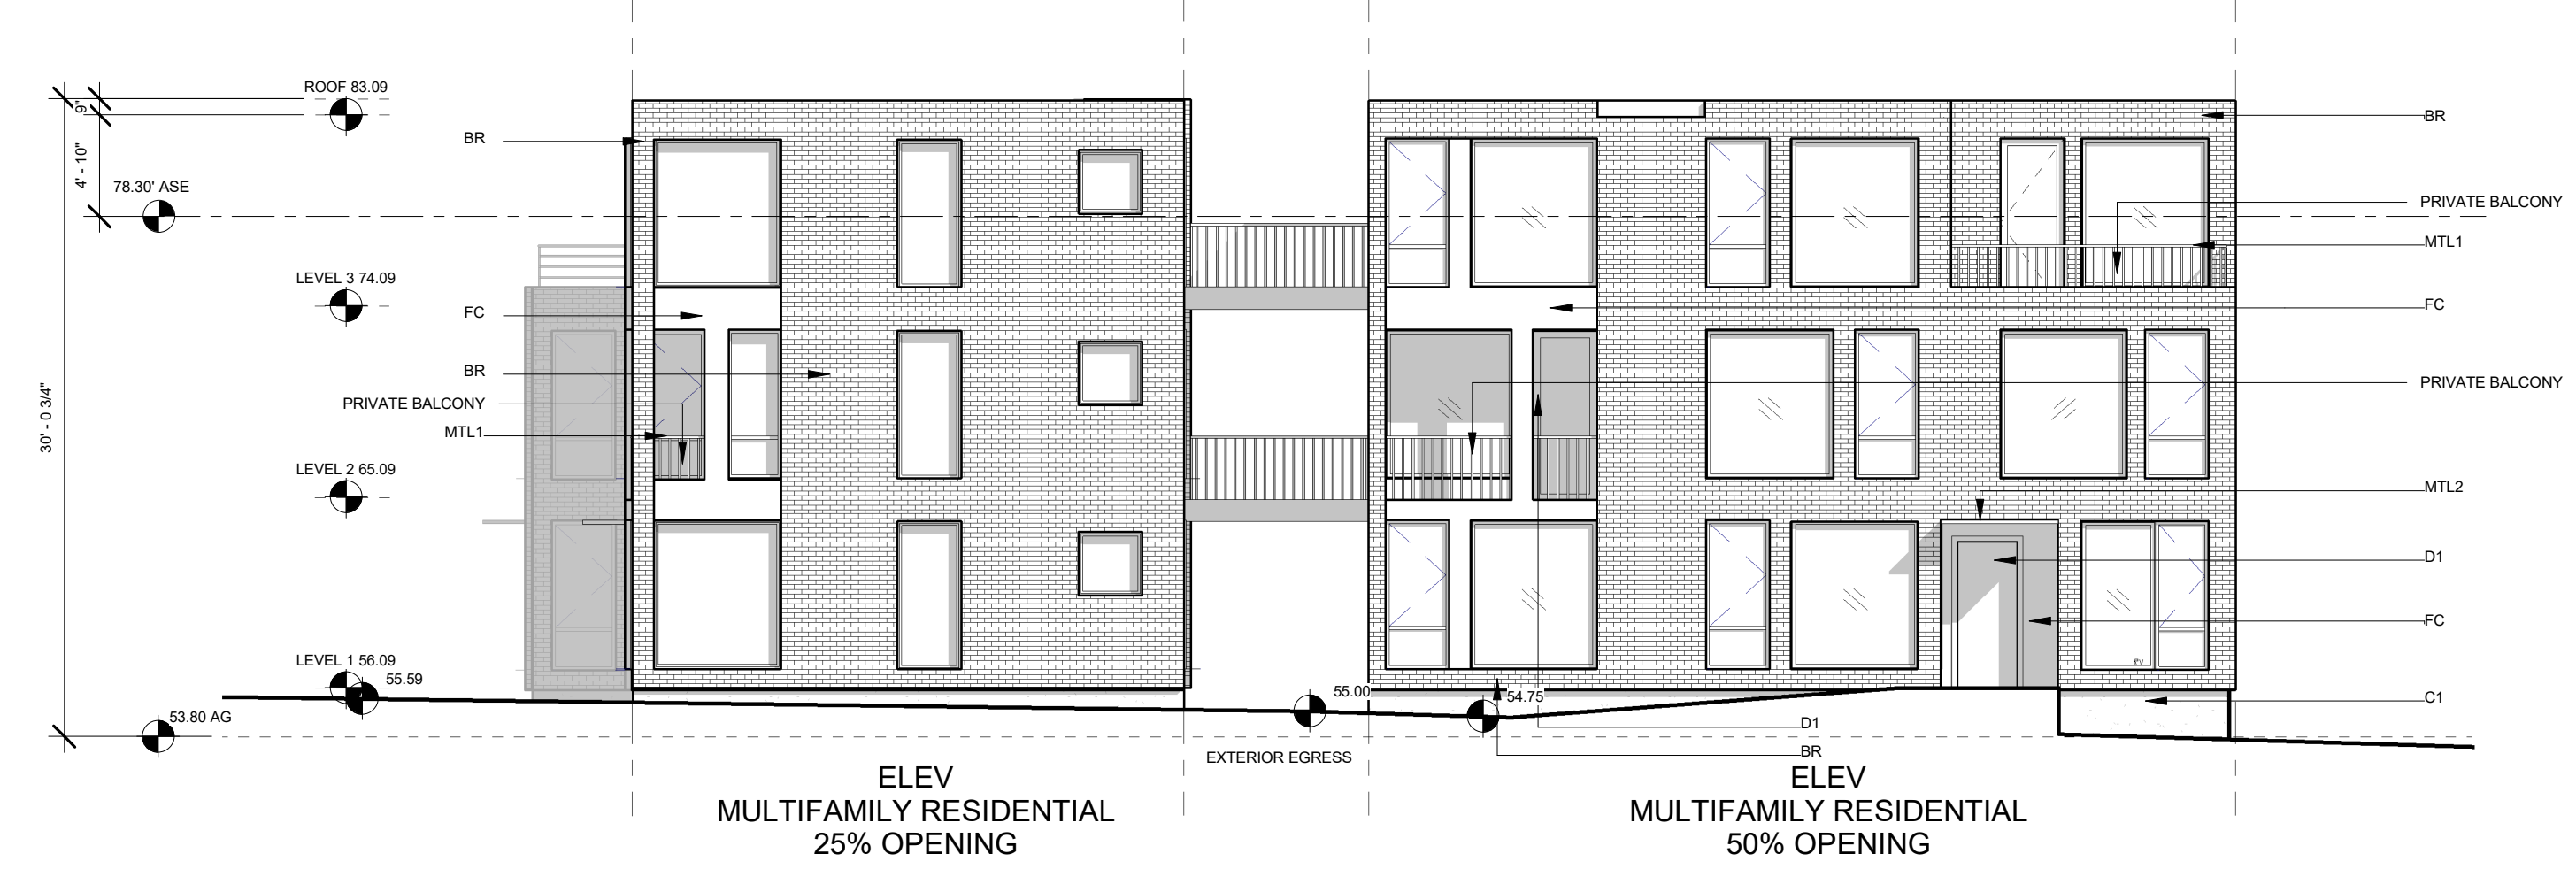 ROOF 83.09
9"
4' - 10"
78.30' ASE
LEVEL 3 74.09
30' - 0 3/4"
LEVEL 2 65.09
LEVEL 1 56.09
55.59
53.80 AG
BR
FC
BR
PRIVATE BALCONY
MTL1
55.00
54.75
EXTERIOR EGRESS
D1
BR
BR
PRIVATE BALCONY
MTL1
FC
PRIVATE BALCONY
MTL2
D1
FC
C1
ELEV
MULTIFAMILY RESIDENTIAL
25% OPENING
ELEV
MULTIFAMILY RESIDENTIAL
50% OPENING